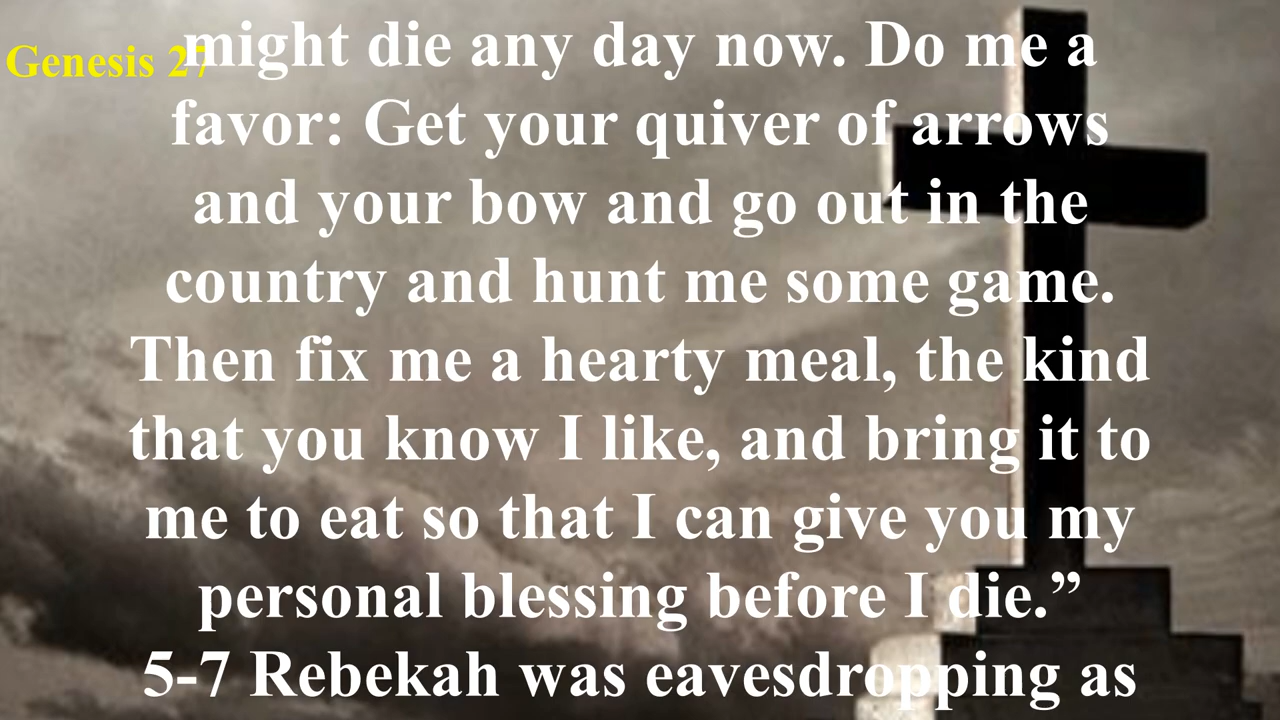 Genesis 27
might die any day now. Do me a
favor: Get your quiver of arrows
and your bow and go out in the
country and hunt me some game.
Then fix me a hearty meal, the kind
that you know I like, and bring it to
me to eat so that I can give you my
personal blessing before I die.”
5-7 Rebekah was eavesdropping as